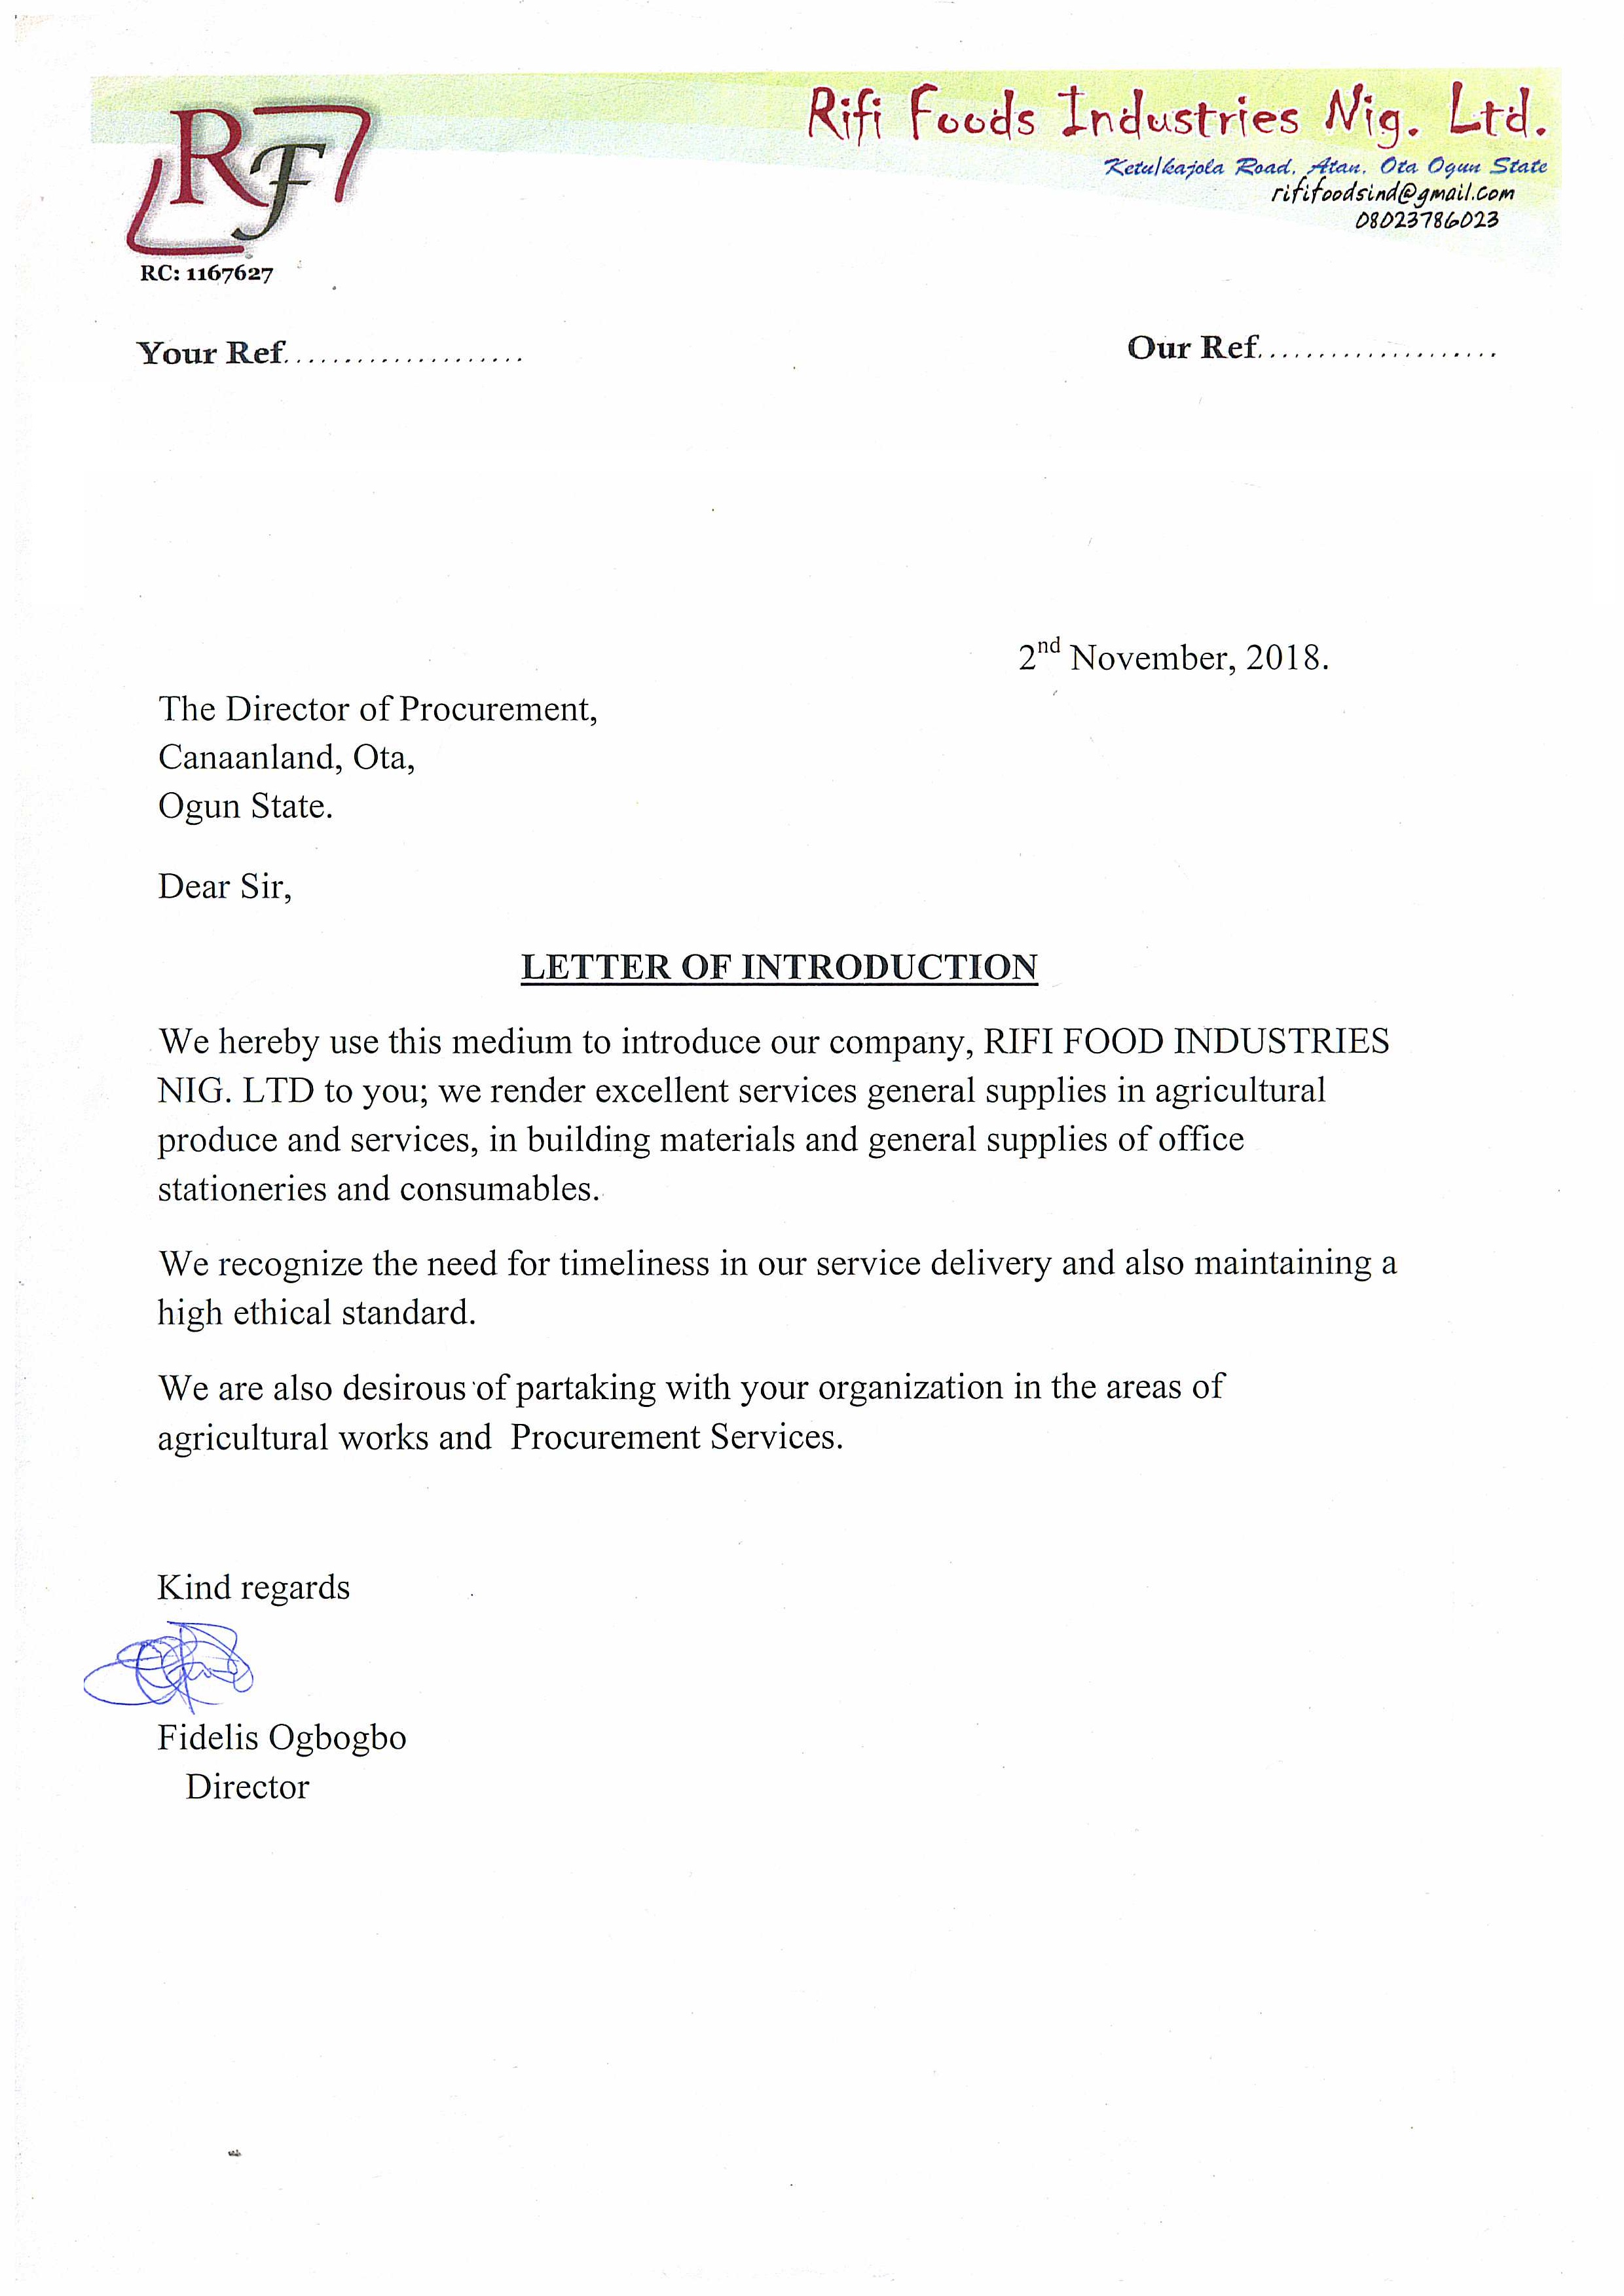 RF
Rifi Foods Industries Nig. Ltd.
Ketu/kajola Road, Atan, Ota Ogun State
rififoodsind@gmail.com
08023786023
RC: 1167627
Your Ref....................
Our Ref....................
2nd November, 2018.
The Director of Procurement,
Canaanland, Ota,
Ogun State.
Dear Sir,
LETTER OF INTRODUCTION
We hereby use this medium to introduce our company, RIFI FOOD INDUSTRIES
NIG. LTD to you; we render excellent services general supplies in agricultural
produce and services, in building materials and general supplies of office
stationeries and consumables.
We recognize the need for timeliness in our service delivery and also maintaining a
high ethical standard.
We are also desirous of partaking with your organization in the areas of
agricultural works and  Procurement Services.
Kind regards
Fidelis Ogbogbo
Director